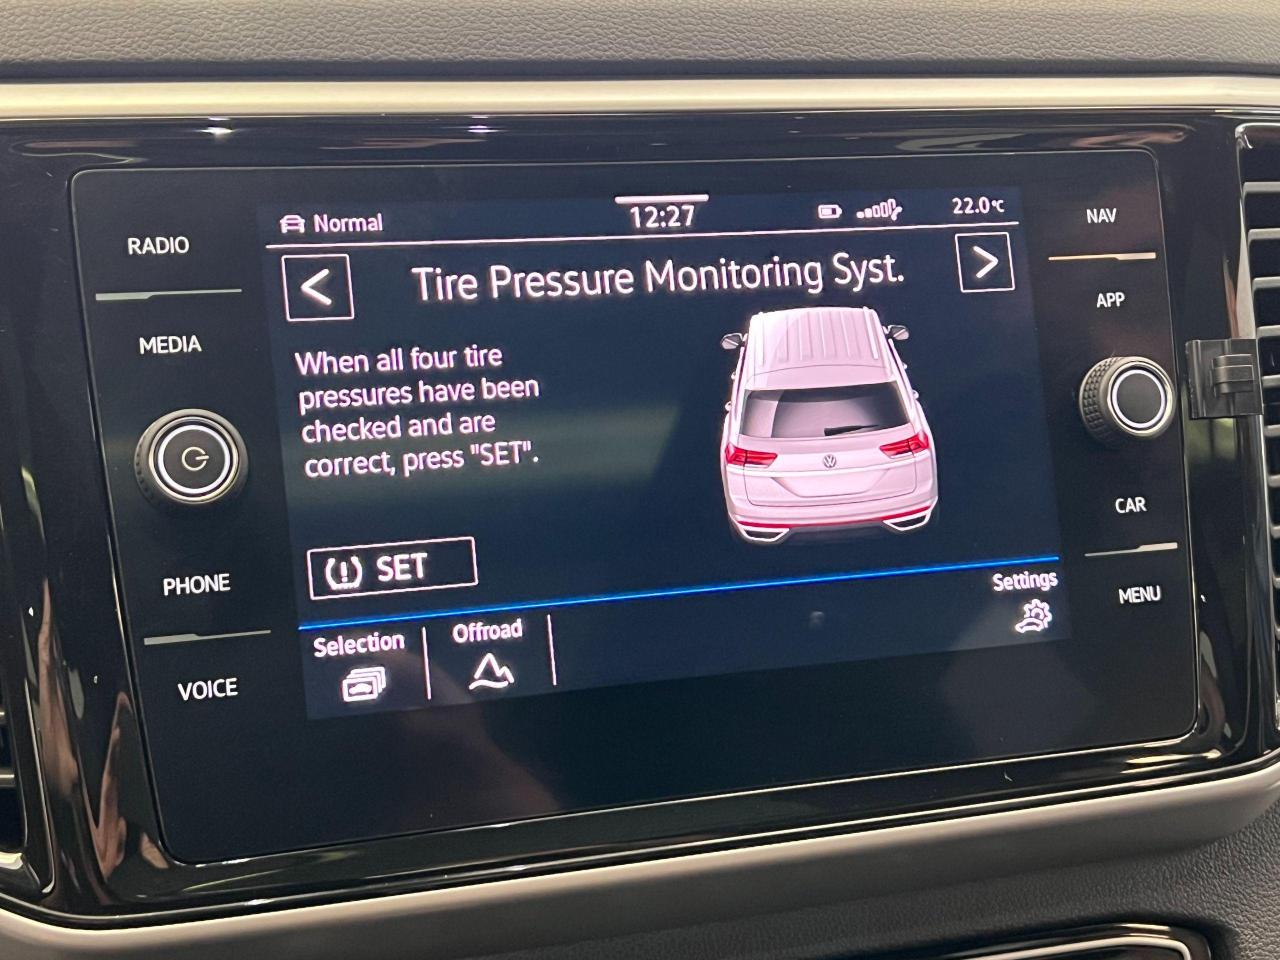 Normal
12:27
22.0°C
Tire Pressure Monitoring Syst.
When all four tire
pressures have been
checked and are
correct, press "SET".
SET
Selection
Offroad
Settings
RADIO
MEDIA
PHONE
VOICE
NAV
APP
CAR
MENU